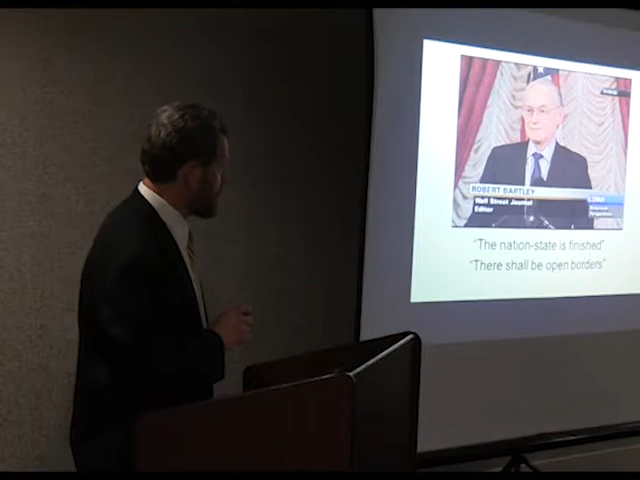 ROBERT BARTLEY
Wall Street Journal
Editor
"The nation-state is finished"
"There shall be open borders"